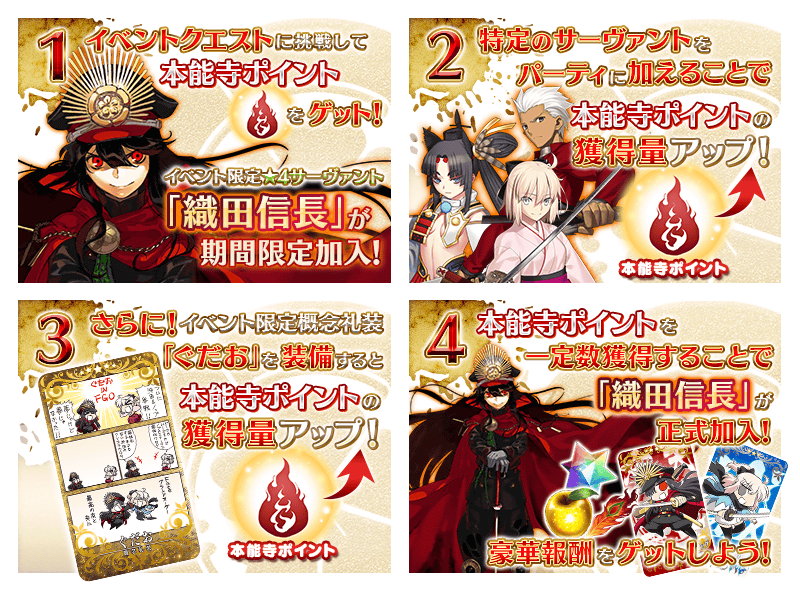 1
イベントクエストに挑戦して
本能寺ポイント
をゲット!
イベント限定★4サーヴァント
「織田信長」が
期間限定加入!
2
特定のサーヴァントを
パーティに加えることで
本能寺ポイントの
獲得量アップ!
本能寺ポイント
3
さらに!イベント限定概念礼装
「ぐだお」を装備すると
本能寺ポイントの
獲得量アップ!
ぐだお
in
FGO
ぐだお
本能寺ポイント
4
本能寺ポイントを
一定数獲得することで
「織田信長」が
正式加入!
豪華報酬をゲットしよう!